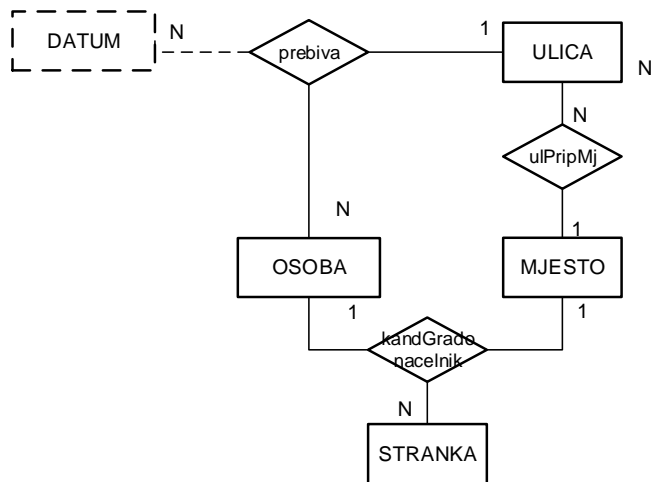 DATUM
N
prebiva
1
ULICA
N
N
ulPripMj
N
1
OSOBA
MJESTO
1
1
kandGrado
nacelnik
N
STRANKA